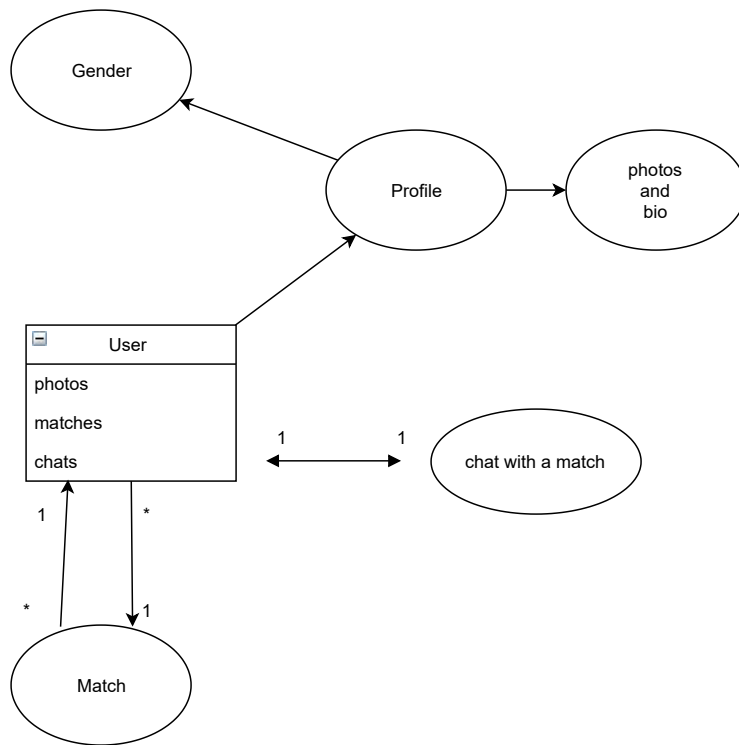 Gender
Profile
photos
and
bio
User
photos
matches
chats
1
1
chat with a match
1
*
*
1
Match